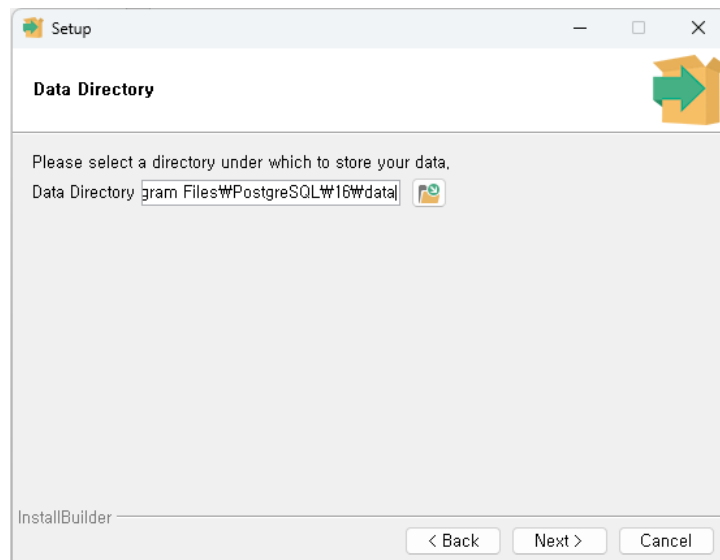 Setup
Data Directory
Please select a directory under which to store your data,
Data Directory gram Files₩PostgreSQL₩16₩data
InstallBuilder
< Back Next > Cancel